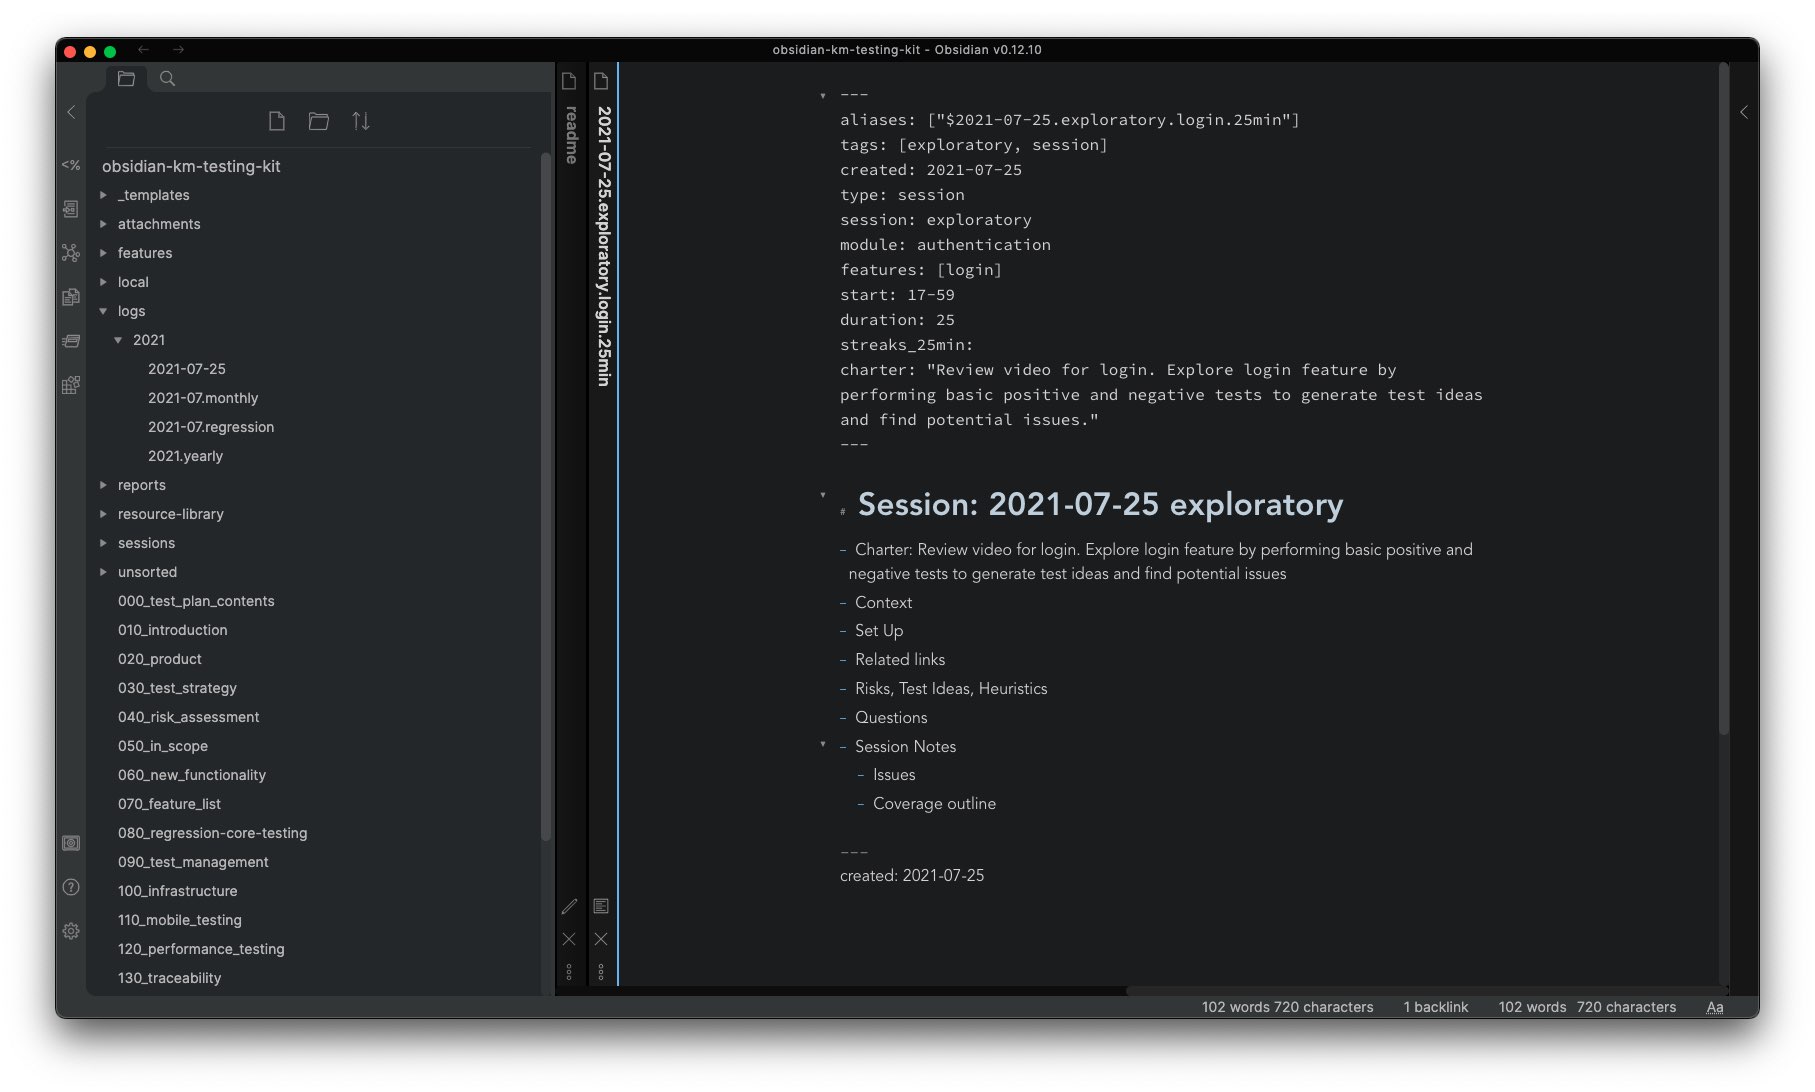 obsidian-km-testing-kit - Obsidian v0.12.10
<%
obsidian-km-testing-kit
_templates
attachments
features
local
logs
2021
2021-07-25
2021-07.monthly
2021-07.regression
2021.yearly
reports
resource-library
sessions
unsorted
000_test_plan_contents
010_introduction
020_product
030_test_strategy
040_risk_assessment
050_in_scope
060_new_functionality
070_feature_list
080_regression-core-testing
090_test_management
100_infrastructure
110_mobile_testing
120_performance_testing
130_traceability
readme
2021-07-25.exploratory.login.25min
---
aliases: ["$2021-07-25.exploratory.login.25min"]
tags: [exploratory, session]
created: 2021-07-25
type: session
session: exploratory
module: authentication
features: [login]
start: 17-59
duration: 25
streaks_25min:
charter: "Review video for login. Explore login feature by
performing basic positive and negative tests to generate test ideas
and find potential issues."
---
# Session: 2021-07-25 exploratory
- Charter: Review video for login. Explore login feature by performing basic positive and
negative tests to generate test ideas and find potential issues
- Context
- Set Up
- Related links
- Risks, Test Ideas, Heuristics
- Questions
- Session Notes
- Issues
- Coverage outline
---
created: 2021-07-25
102 words 720 characters 1 backlink 102 words 720 characters Aa